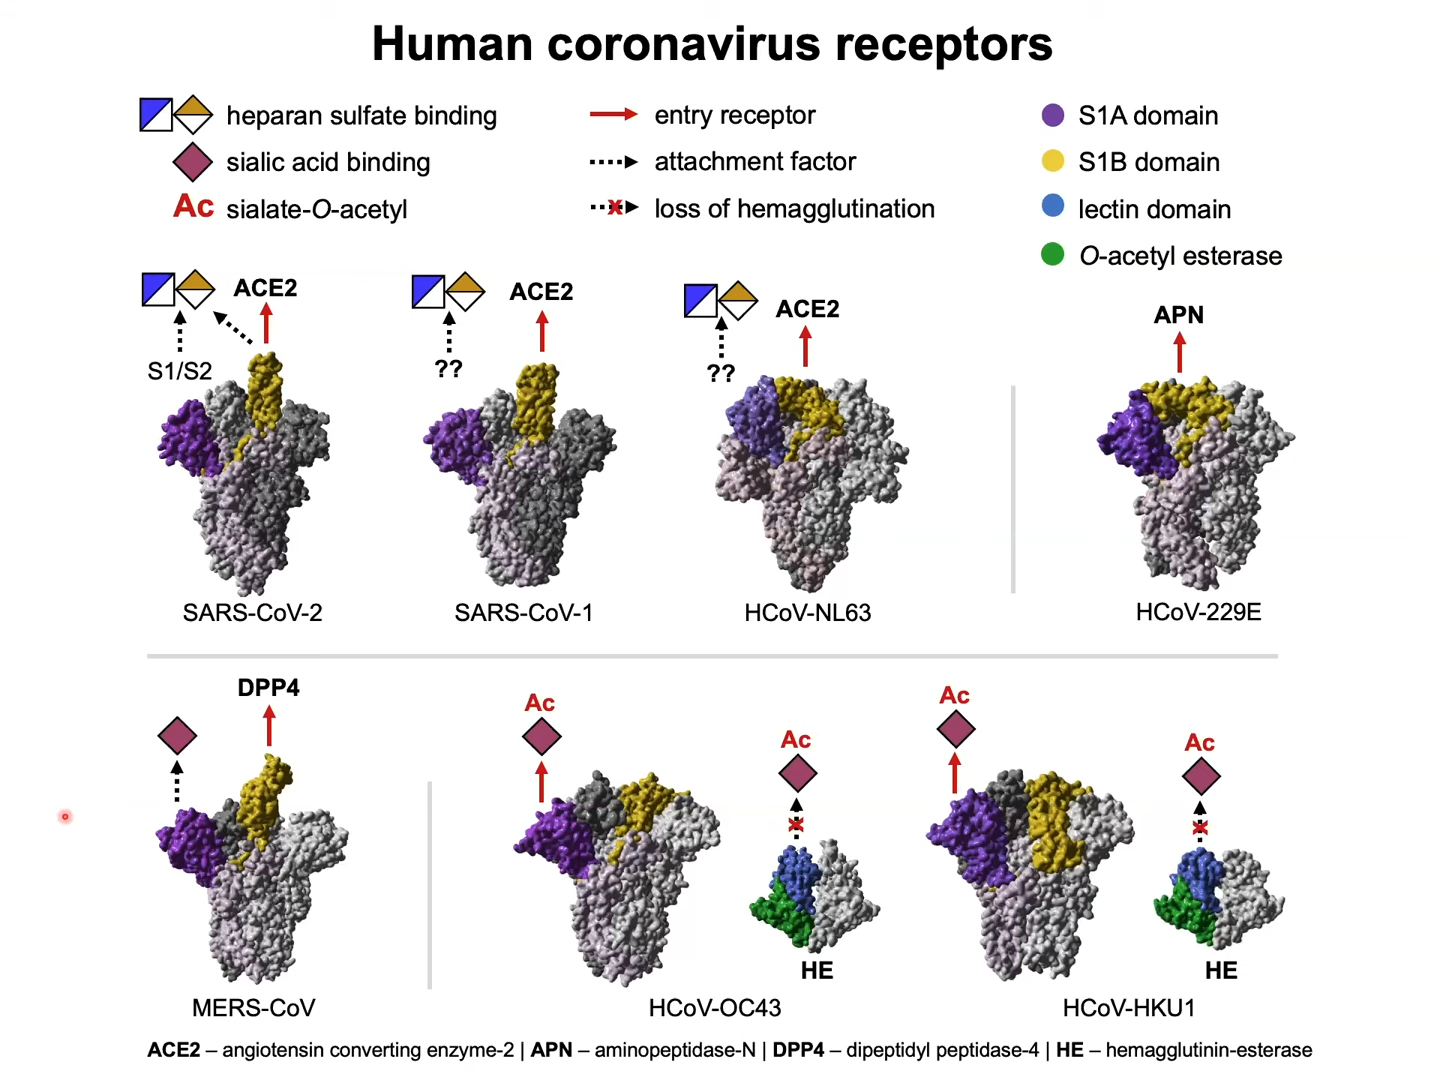 Human coronavirus receptors
heparan sulfate binding
sialic acid binding
Ac sialate-O-acetyl
entry receptor
attachment factor
loss of hemagglutination
S1A domain
S1B domain
lectin domain
O-acetyl esterase
ACE2
S1/S2
SARS-CoV-2
ACE2
??
SARS-CoV-1
ACE2
??
HCoV-NL63
APN
HCoV-229E
DPP4
MERS-CoV
Ac
Ac
HE
HCoV-OC43
Ac
Ac
HE
HCoV-HKU1
ACE2 – angiotensin converting enzyme-2 | APN – aminopeptidase-N | DPP4 – dipeptidyl peptidase-4 | HE – hemagglutinin-esterase